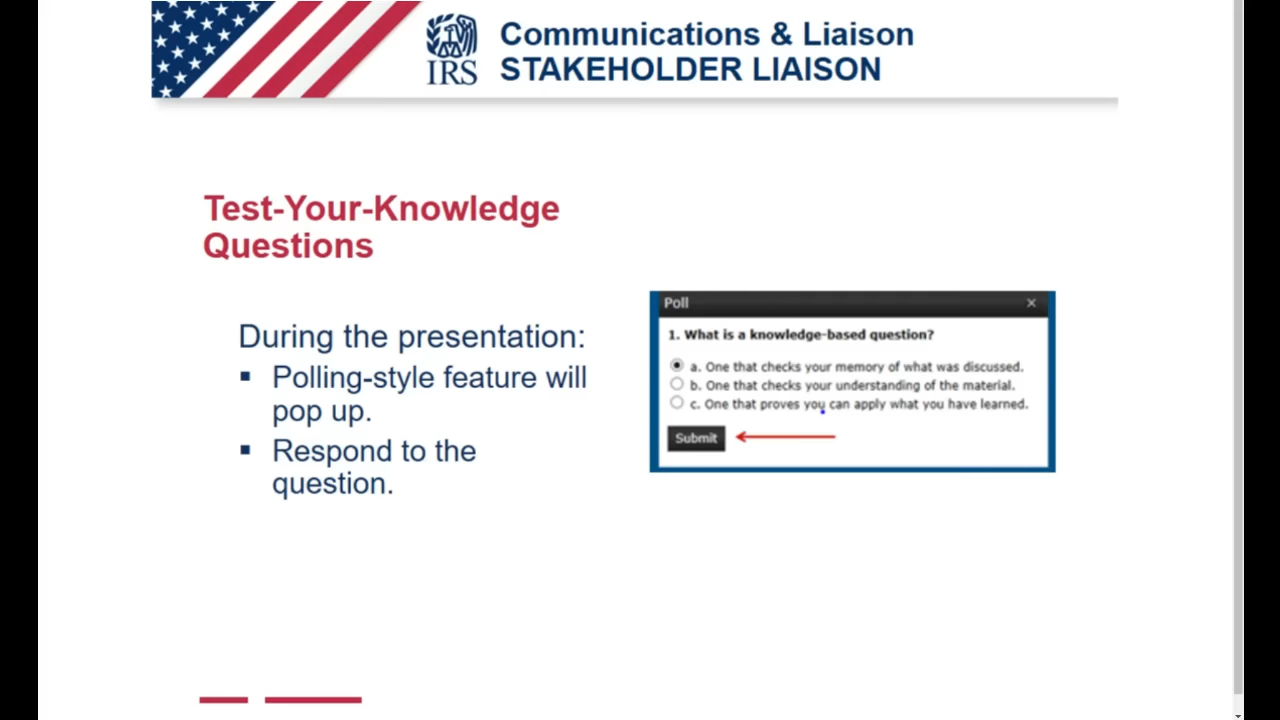 IRS
Communications & Liaison
STAKEHOLDER LIAISON
Test-Your-Knowledge
Questions
During the presentation:
▪ Polling-style feature will
pop up.
▪ Respond to the
question.
Poll
1. What is a knowledge-based question?
a. One that checks your memory of what was discussed.
b. One that checks your understanding of the material.
c. One that proves you can apply what you have learned.
Submit